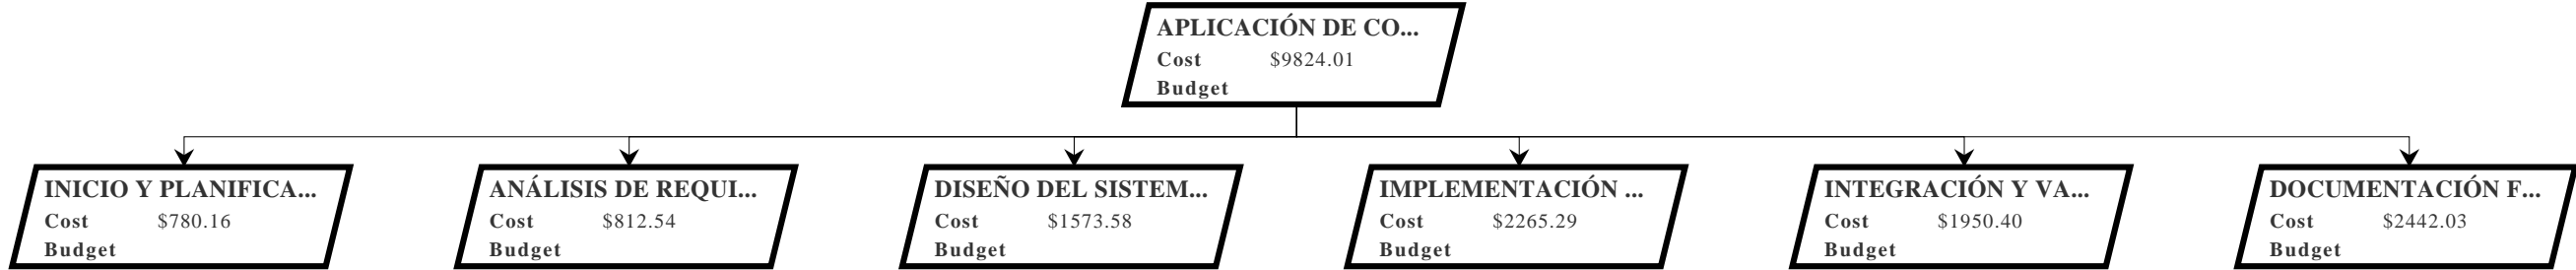 APLICACIÓN DE CO...
Cost $9824.01
Budget
INICIO Y PLANIFICA...
Cost $780.16
Budget
ANÁLISIS DE REQUI...
Cost $812.54
Budget
DISEÑO DEL SISTEM...
Cost $1573.58
Budget
IMPLEMENTACIÓN ...
Cost $2265.29
Budget
INTEGRACIÓN Y VA...
Cost $1950.40
Budget
DOCUMENTACIÓN F...
Cost $2442.03
Budget